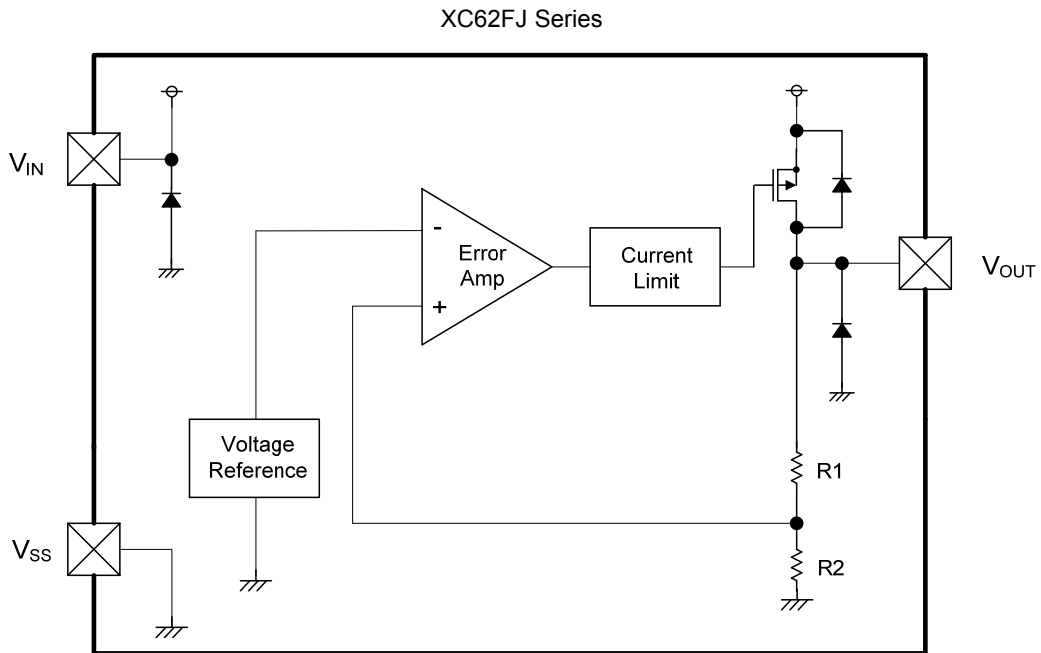 XC62FJ Series
VIN
-
Error
Amp
+
Current
Limit
VOUT
Voltage
Reference
R1
VSS
R2